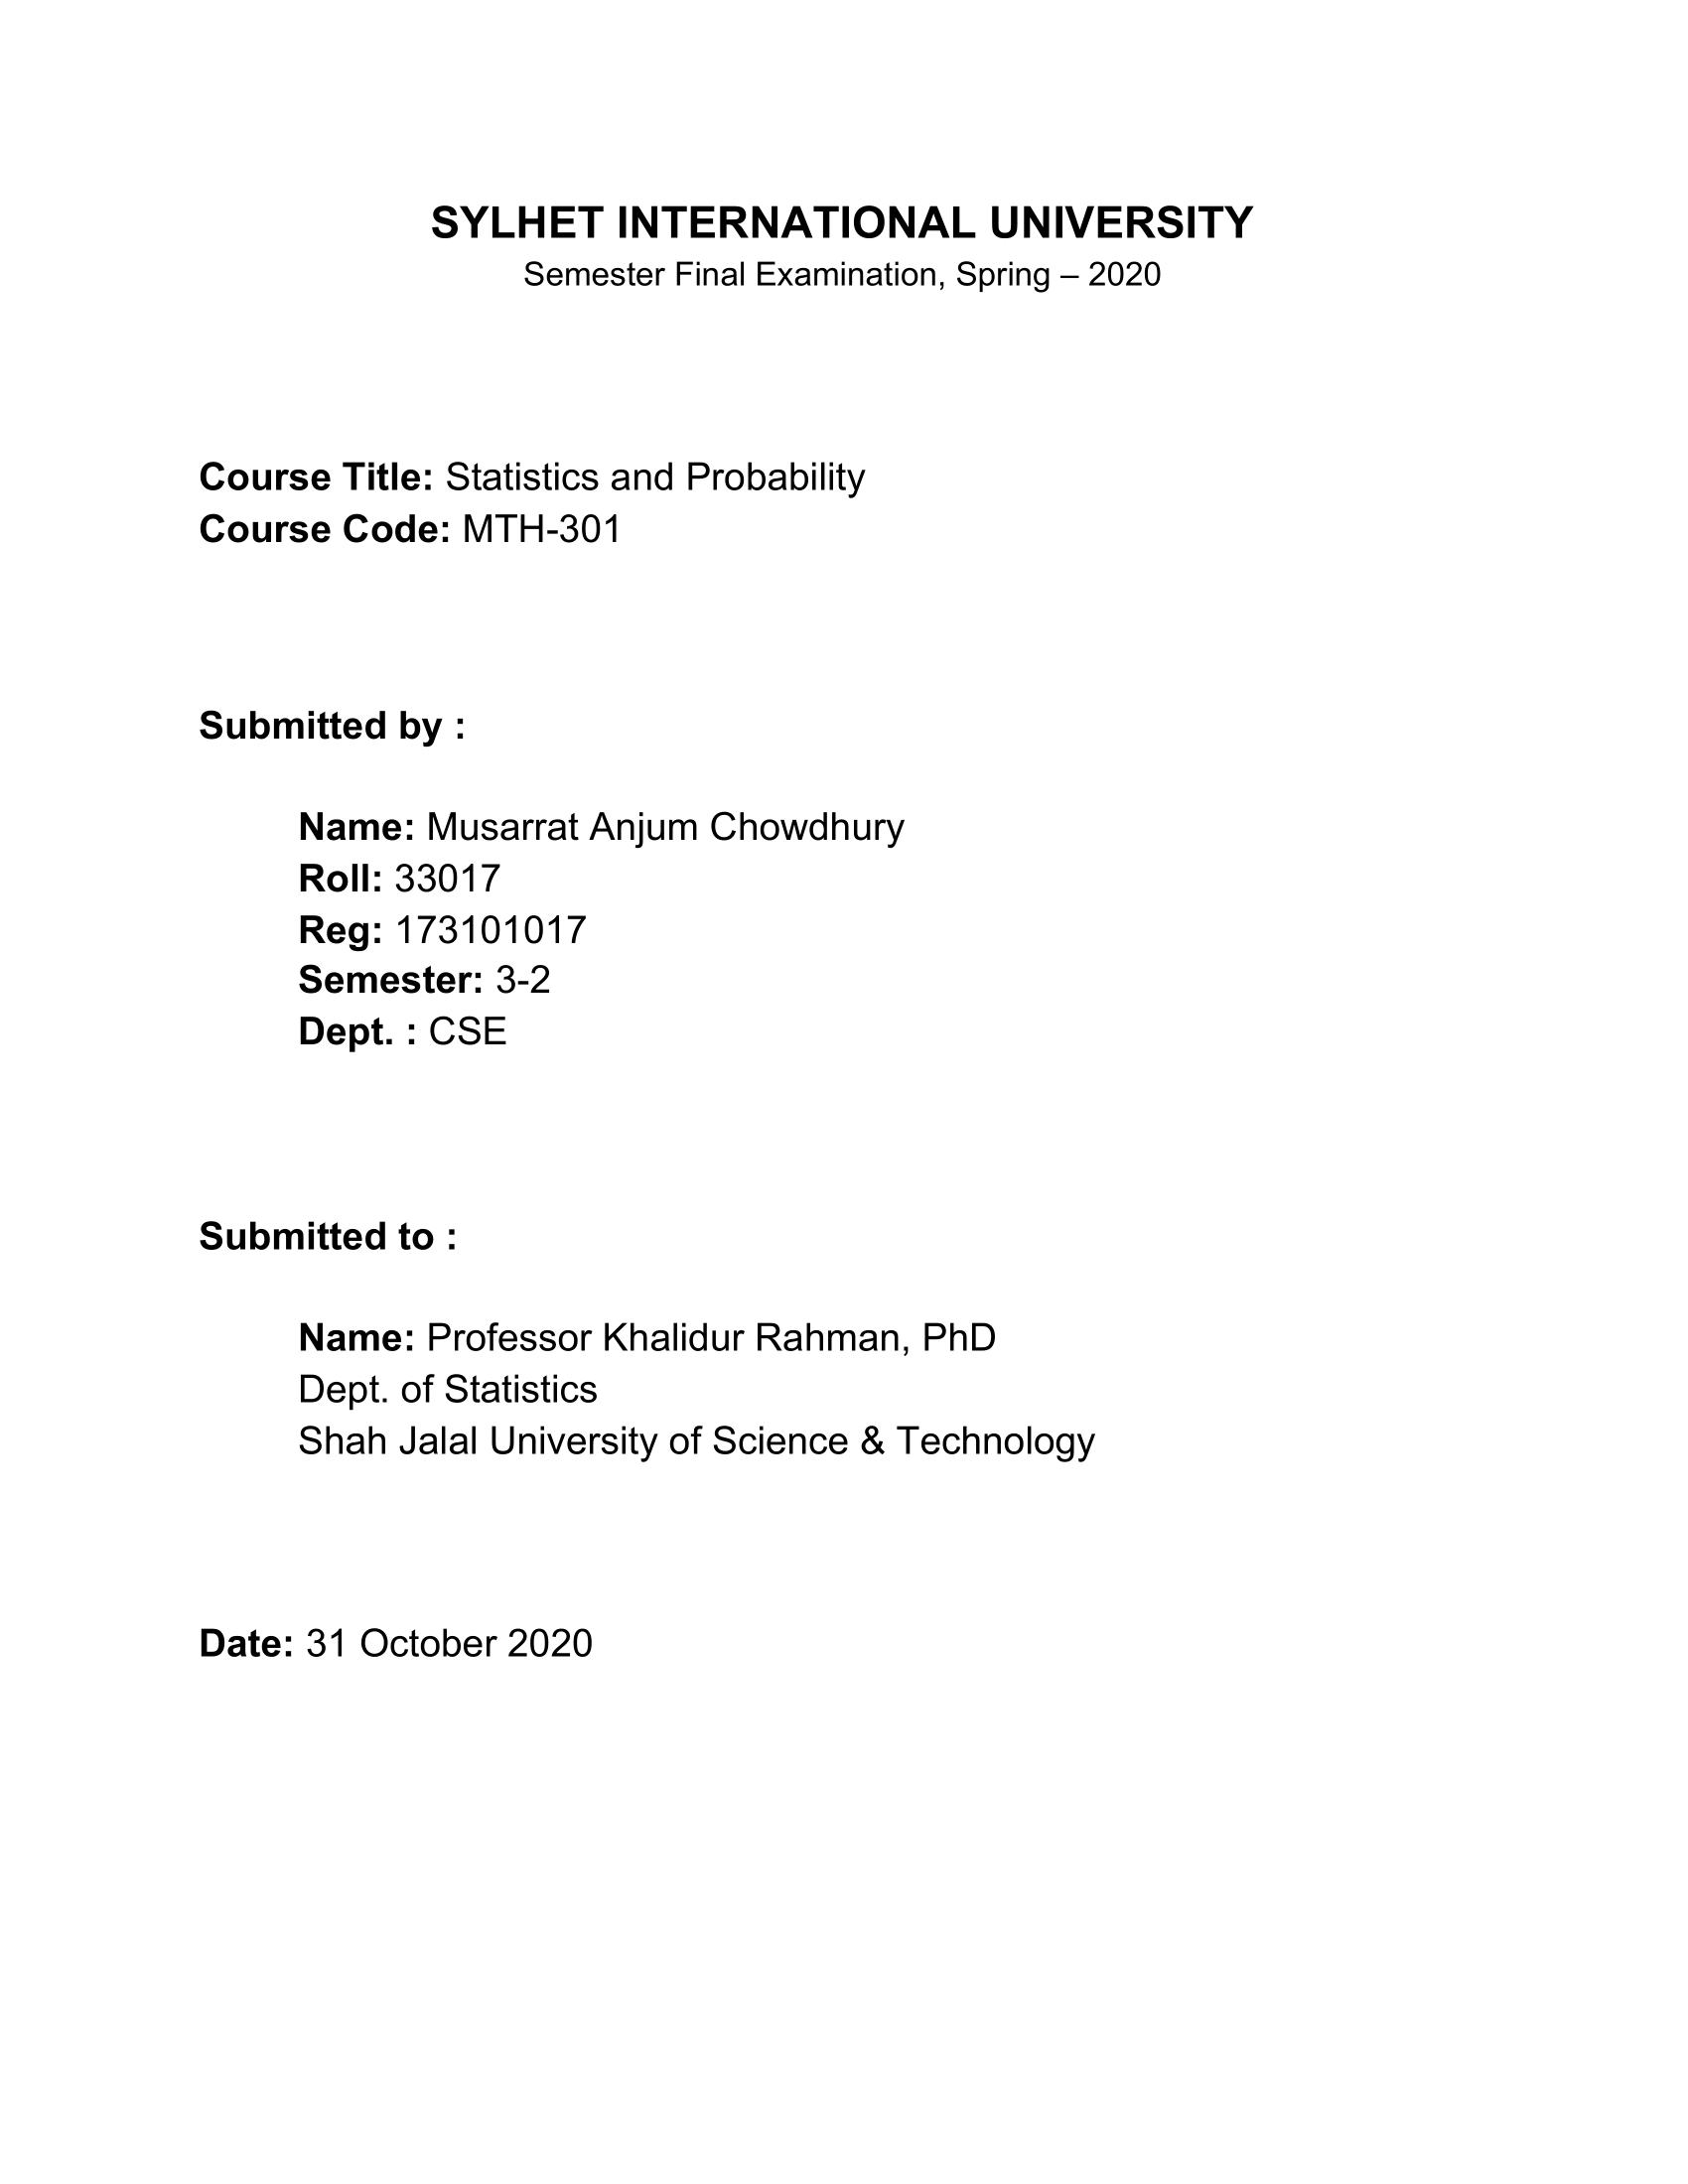 SYLHET INTERNATIONAL UNIVERSITY
Semester Final Examination, Spring – 2020
Course Title: Statistics and Probability
Course Code: MTH-301
Submitted by :
Name: Musarrat Anjum Chowdhury
Roll: 33017
Reg: 173101017
Semester: 3-2
Dept. : CSE
Submitted to :
Name: Professor Khalidur Rahman, PhD
Dept. of Statistics
Shah Jalal University of Science & Technology
Date: 31 October 2020